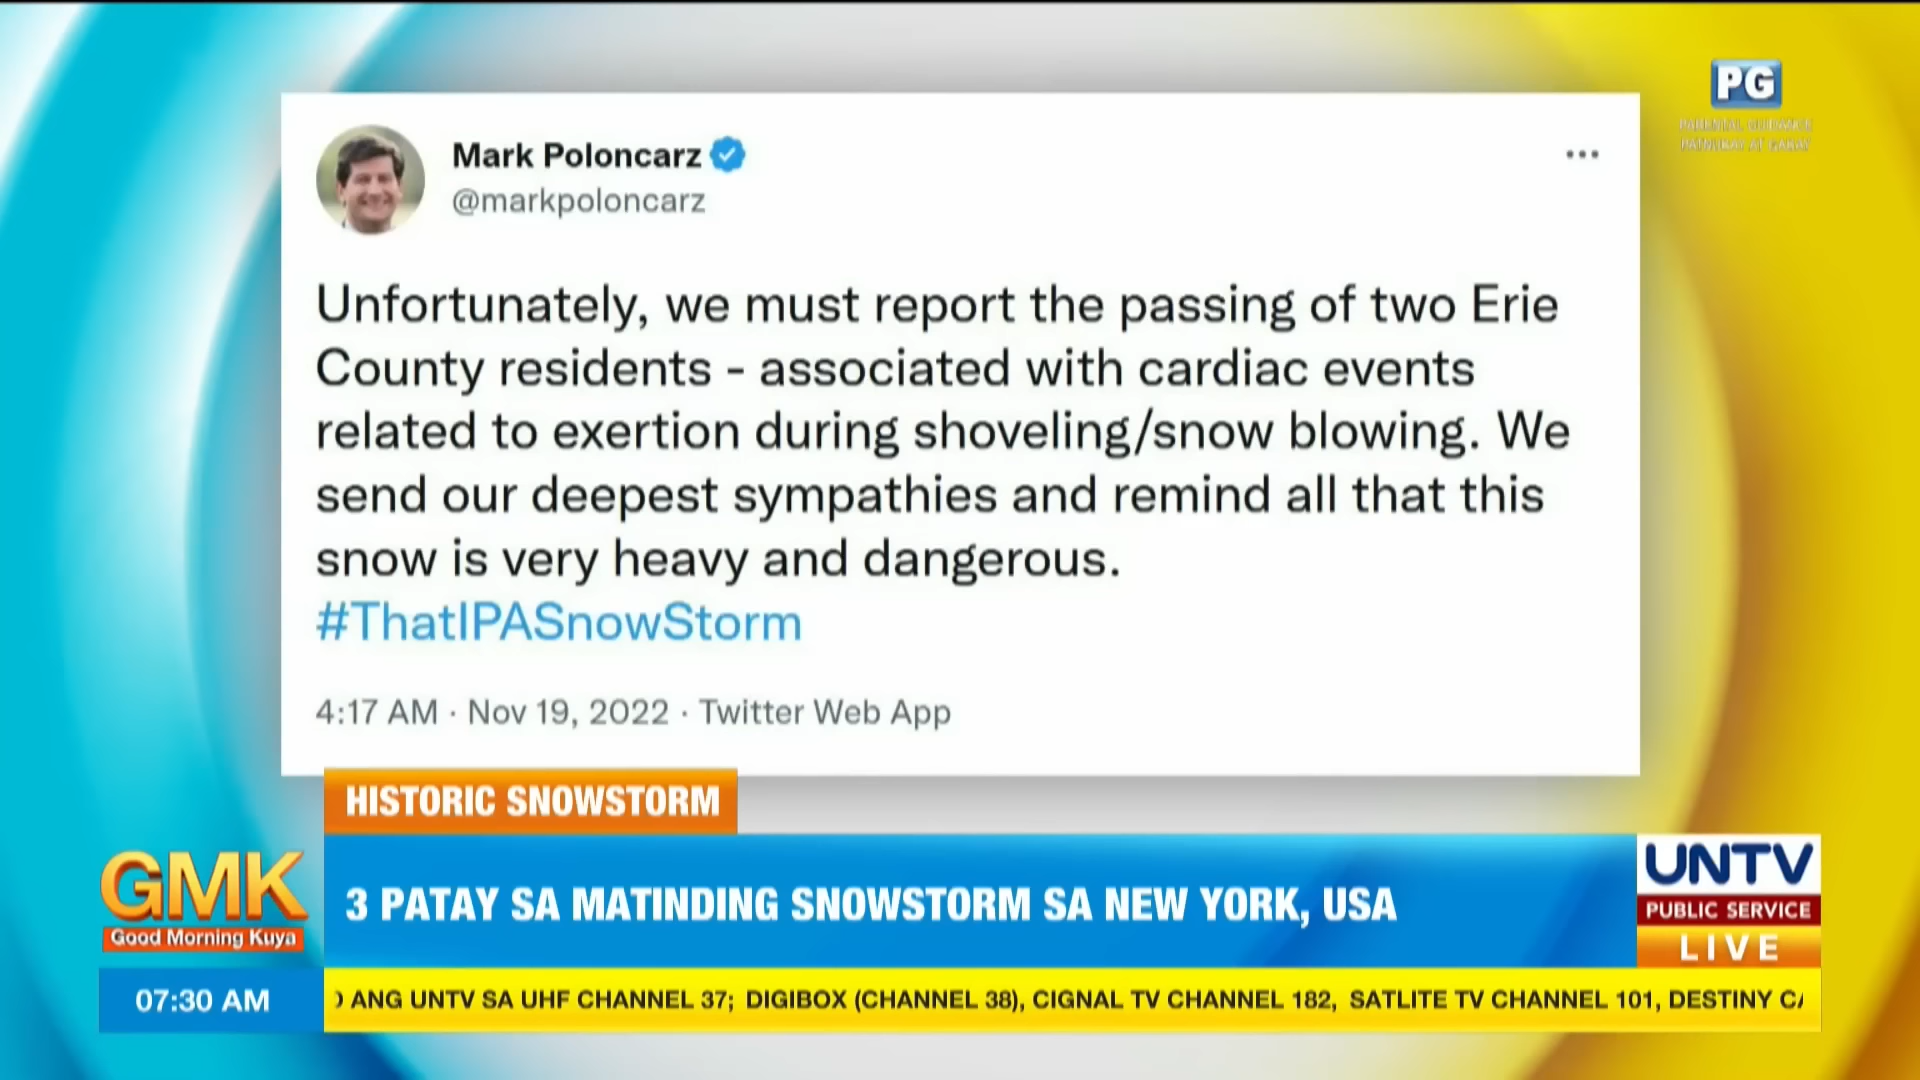 PG
Mark Poloncarz
@markpoloncarz
Unfortunately, we must report the passing of two Erie
County residents - associated with cardiac events
related to exertion during shoveling/snow blowing. We
send our deepest sympathies and remind all that this
snow is very heavy and dangerous.
#ThatIPASnowStorm
4:17 AM · Nov 19, 2022 · Twitter Web App
HISTORIC SNOWSTORM
GMK
Good Morning Kuya
3 PATAY SA MATINDING SNOWSTORM SA NEW YORK, USA
UNTV
PUBLIC SERVICE
LIVE
07:30 AM
ANG UNTV SA UHF CHANNEL 37; DIGIBOX (CHANNEL 38), CIGNAL TV CHANNEL 182, SATLITE TV CHANNEL 101, DESTINY